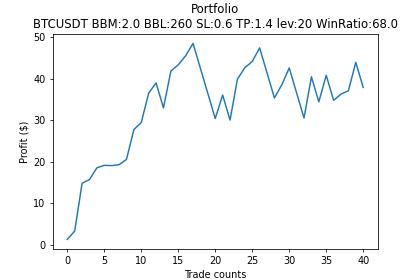 Portfolio
BTCUSDT BBM:2.0 BBL:260 SL:0.6 TP:1.4 lev:20 WinRatio:68.0
50
40
30
20
10
0
Profit ($)
0 5 10 15 20 25 30 35 40
Trade counts